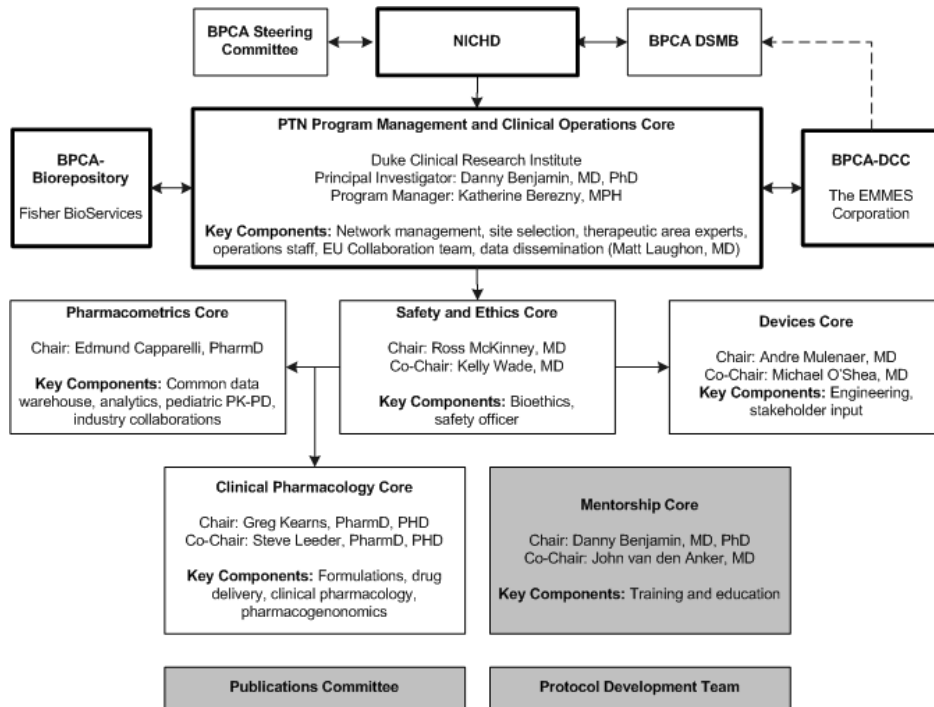 BPCA Steering
Committee
NICHD
BPCA DSMB
PTN Program Management and Clinical Operations Core
Duke Clinical Research Institute
Principal Investigator: Danny Benjamin, MD, PhD
Program Manager: Katherine Berezny, MPH
Key Components: Network management, site selection, therapeutic area experts,
operations staff, EU Collaboration team, data dissemination (Matt Laughon, MD)
BPCA-
Biorepository
Fisher BioServices
BPCA-DCC
The EMMES
Corporation
Pharmacometrics Core
Chair: Edmund Capparelli, PharmD
Key Components: Common data
warehouse, analytics, pediatric PK-PD,
industry collaborations
Safety and Ethics Core
Chair: Ross McKinney, MD
Co-Chair: Kelly Wade, MD
Key Components: Bioethics,
safety officer
Devices Core
Chair: Andre Mulenaer, MD
Co-Chair: Michael O'Shea, MD
Key Components: Engineering,
stakeholder input
Clinical Pharmacology Core
Chair: Greg Kearns, PharmD, PHD
Co-Chair: Steve Leeder, PharmD, PHD
Key Components: Formulations, drug
delivery, clinical pharmacology,
pharmacogenonomics
Mentorship Core
Chair: Danny Benjamin, MD, PhD
Co-Chair: John van den Anker, MD
Key Components: Training and education
Publications Committee
Protocol Development Team